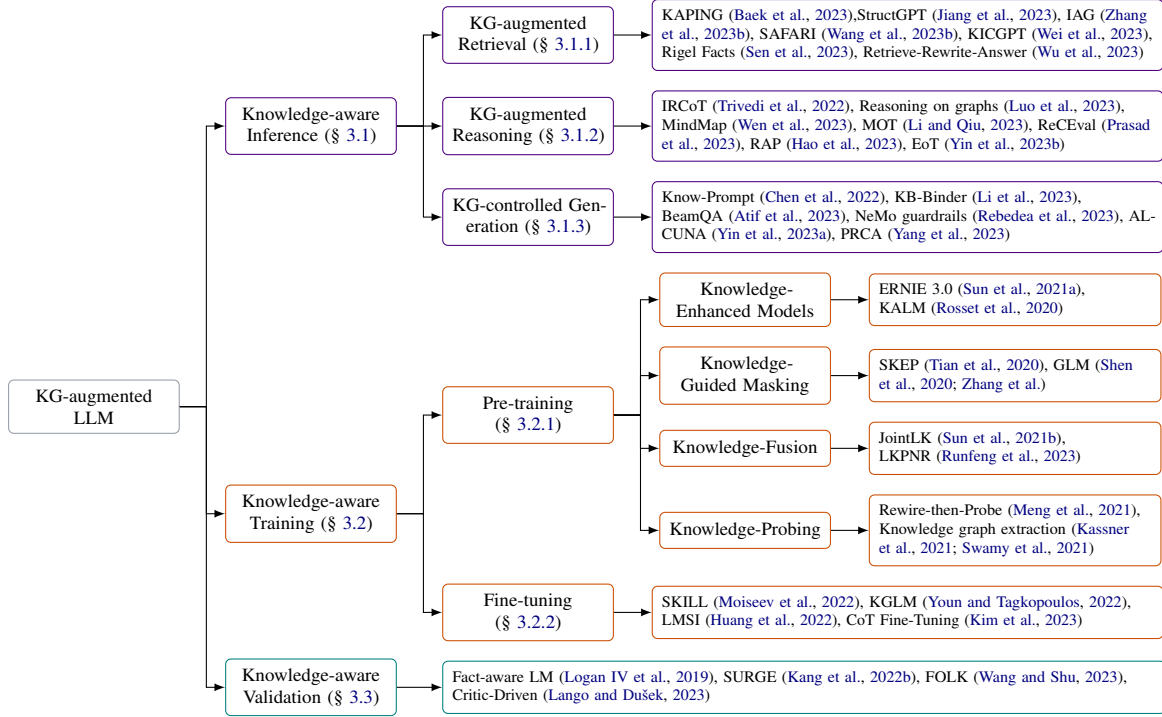 KG-augmented
LLM
Knowledge-aware
Inference (§ 3.1)
KG-augmented
Retrieval (§ 3.1.1)
KAPING (Baek et al., 2023),StructGPT (Jiang et al., 2023), IAG (Zhang
et al., 2023b), SAFARI (Wang et al., 2023b), KICGPT (Wei et al., 2023),
Rigel Facts (Sen et al., 2023), Retrieve-Rewrite-Answer (Wu et al., 2023)
KG-augmented
Reasoning (§ 3.1.2)
IRCoT (Trivedi et al., 2022), Reasoning on graphs (Luo et al., 2023),
MindMap (Wen et al., 2023), MOT (Li and Qiu, 2023), ReCEval (Prasad
et al., 2023), RAP (Hao et al., 2023), EoT (Yin et al., 2023b)
KG-controlled Gen-
eration (§ 3.1.3)
Know-Prompt (Chen et al., 2022), KB-Binder (Li et al., 2023),
BeamQA (Atif et al., 2023), NeMo guardrails (Rebedea et al., 2023), AL-
CUNA (Yin et al., 2023a), PRCA (Yang et al., 2023)
Knowledge-aware
Training (§ 3.2)
Pre-training
(§ 3.2.1)
Knowledge-
Enhanced Models
ERNIE 3.0 (Sun et al., 2021a),
KALM (Rosset et al., 2020)
Knowledge-
Guided Masking
SKEP (Tian et al., 2020), GLM (Shen
et al., 2020; Zhang et al.)
Knowledge-Fusion
JointLK (Sun et al., 2021b),
LKPNR (Runfeng et al., 2023)
Knowledge-Probing
Rewire-then-Probe (Meng et al., 2021),
Knowledge graph extraction (Kassner
et al., 2021; Swamy et al., 2021)
Fine-tuning
(§ 3.2.2)
SKILL (Moiseev et al., 2022), KGLM (Youn and Tagkopoulos, 2022),
LMSI (Huang et al., 2022), CoT Fine-Tuning (Kim et al., 2023)
Knowledge-aware
Validation (§ 3.3)
Fact-aware LM (Logan IV et al., 2019), SURGE (Kang et al., 2022b), FOLK (Wang and Shu, 2023),
Critic-Driven (Lango and Dušek, 2023)